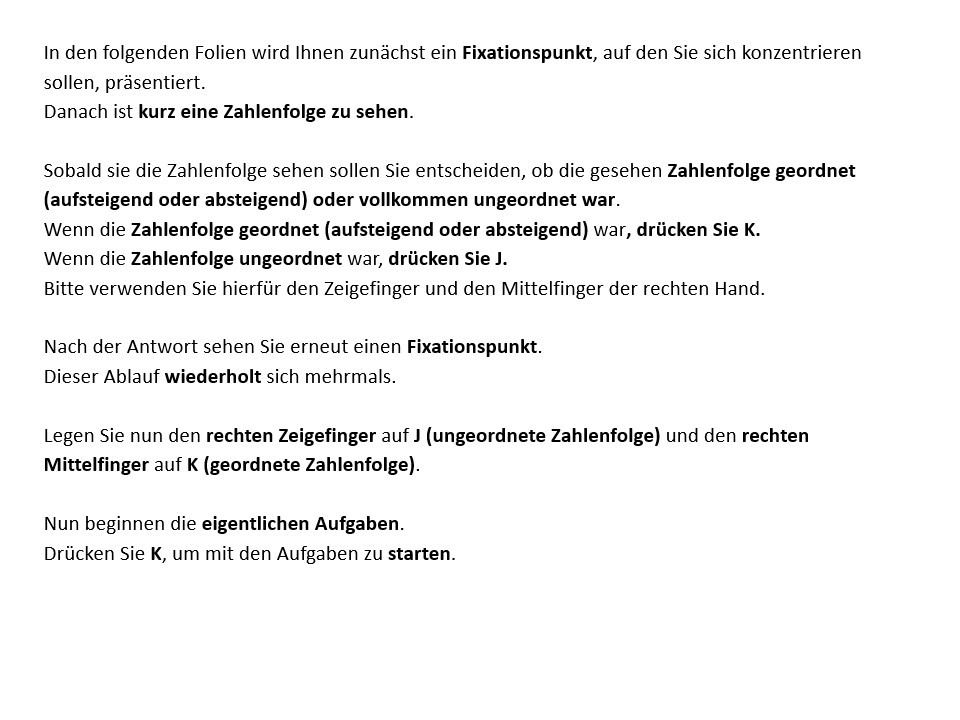 In den folgenden Folien wird Ihnen zunächst ein Fixationspunkt, auf den Sie sich konzentrieren
sollen, präsentiert.
Danach ist kurz eine Zahlenfolge zu sehen.
Sobald sie die Zahlenfolge sehen sollen Sie entscheiden, ob die gesehen Zahlenfolge geordnet
(aufsteigend oder absteigend) oder vollkommen ungeordnet war.
Wenn die Zahlenfolge geordnet (aufsteigend oder absteigend) war, drücken Sie K.
Wenn die Zahlenfolge ungeordnet war, drücken Sie J.
Bitte verwenden Sie hierfür den Zeigefinger und den Mittelfinger der rechten Hand.
Nach der Antwort sehen Sie erneut einen Fixationspunkt.
Dieser Ablauf wiederholt sich mehrmals.
Legen Sie nun den rechten Zeigefinger auf J (ungeordnete Zahlenfolge) und den rechten
Mittelfinger auf K (geordnete Zahlenfolge).
Nun beginnen die eigentlichen Aufgaben.
Drücken Sie K, um mit den Aufgaben zu starten.